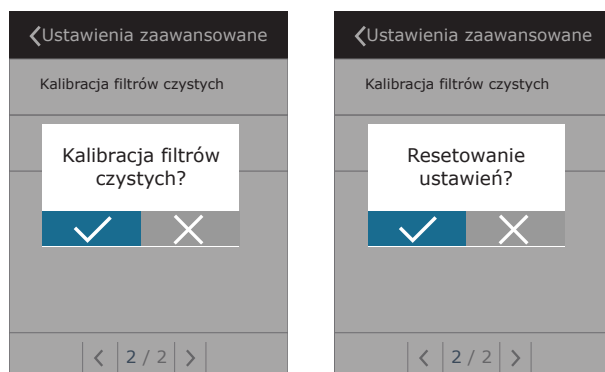 Ustawienia zaawansowane
Kalibracja filtrów czystych
Kalibracja filtrów
czystych?
2 / 2
Ustawienia zaawansowane
Kalibracja filtrów czystych
Resetowanie
ustawień?
2 / 2